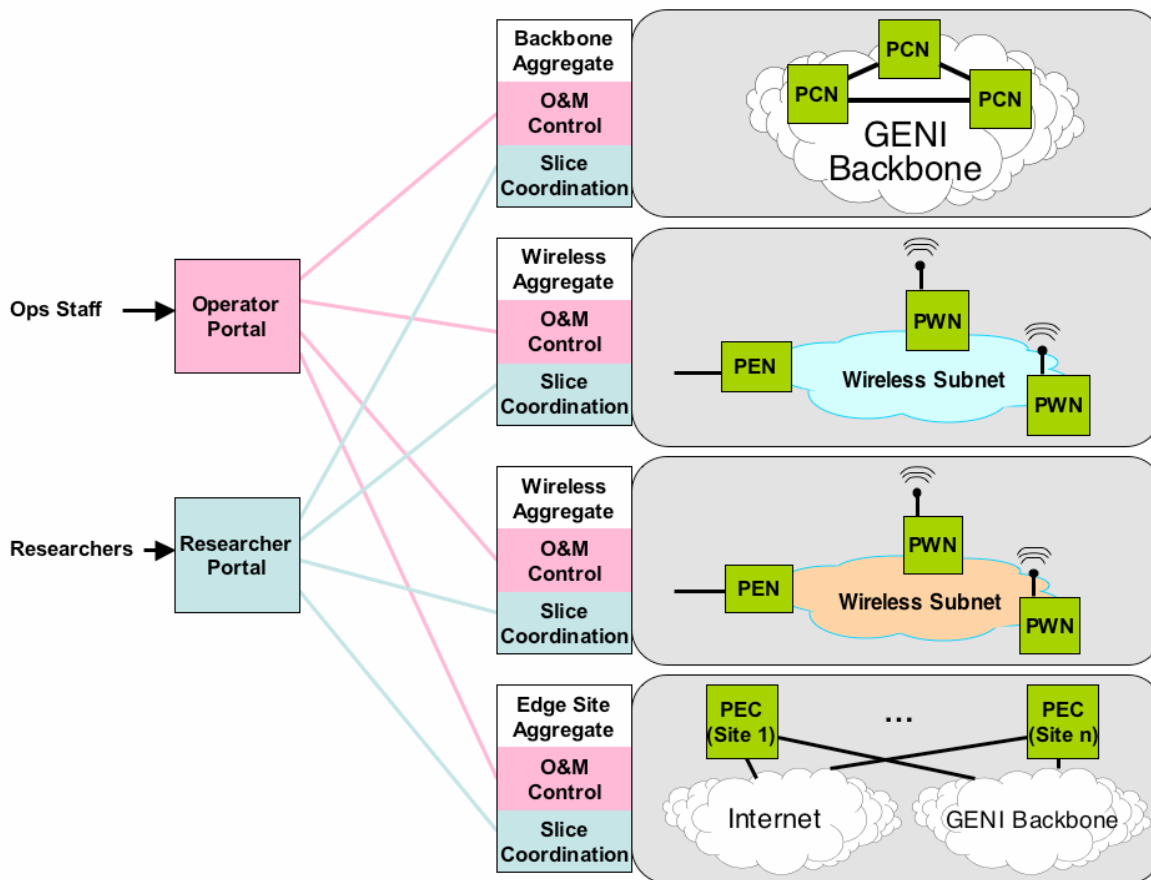 Backbone
Aggregate
O&M
Control
Slice
Coordination
PCN
PCN
PCN
GENI
Backbone
Wireless
Aggregate
O&M
Control
Slice
Coordination
PWN
PEN
Wireless Subnet
PWN
Ops Staff
Operator
Portal
Wireless
Aggregate
O&M
Control
Slice
Coordination
PWN
PEN
Wireless Subnet
PWN
Researchers
Researcher
Portal
Edge Site
Aggregate
O&M
Control
Slice
Coordination
PEC
(Site 1)
...
PEC
(Site n)
Internet
GENI Backbone